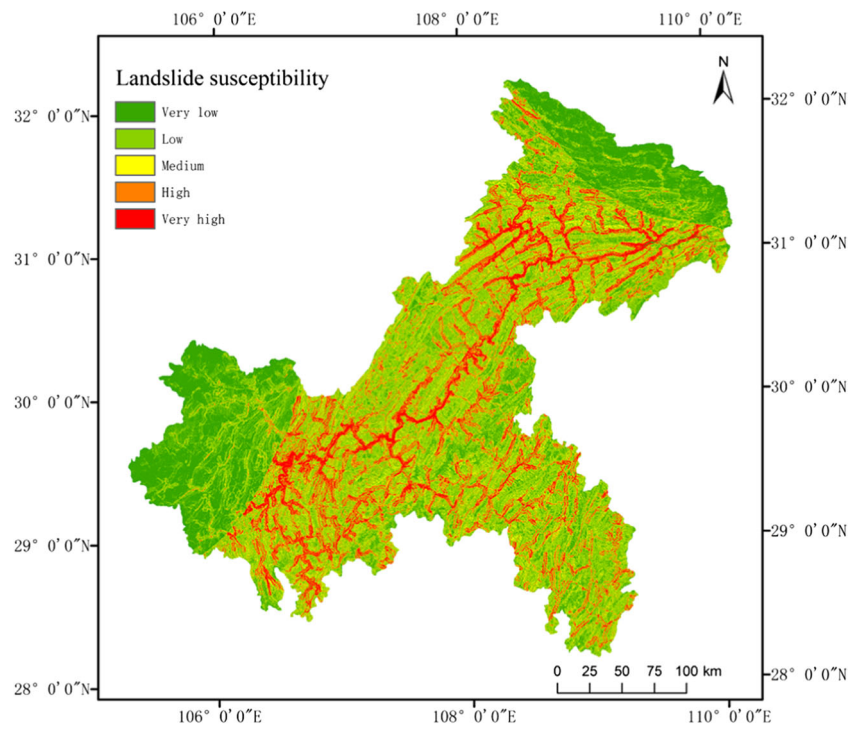 106° 0′0″E 108° 0′0″E 110° 0′0″E
N
Landslide susceptibility
Very low
Low
Medium
High
Very high
32° 0′0″N
31° 0′0″N
30° 0′0″N
29° 0′0″N
28° 0′0″N
32° 0′0″N
31° 0′0″N
30° 0′0″N
29° 0′0″N
28° 0′0″N
0 25 50 75 100 km
106° 0′0″E 108° 0′0″E 110° 0′0″E